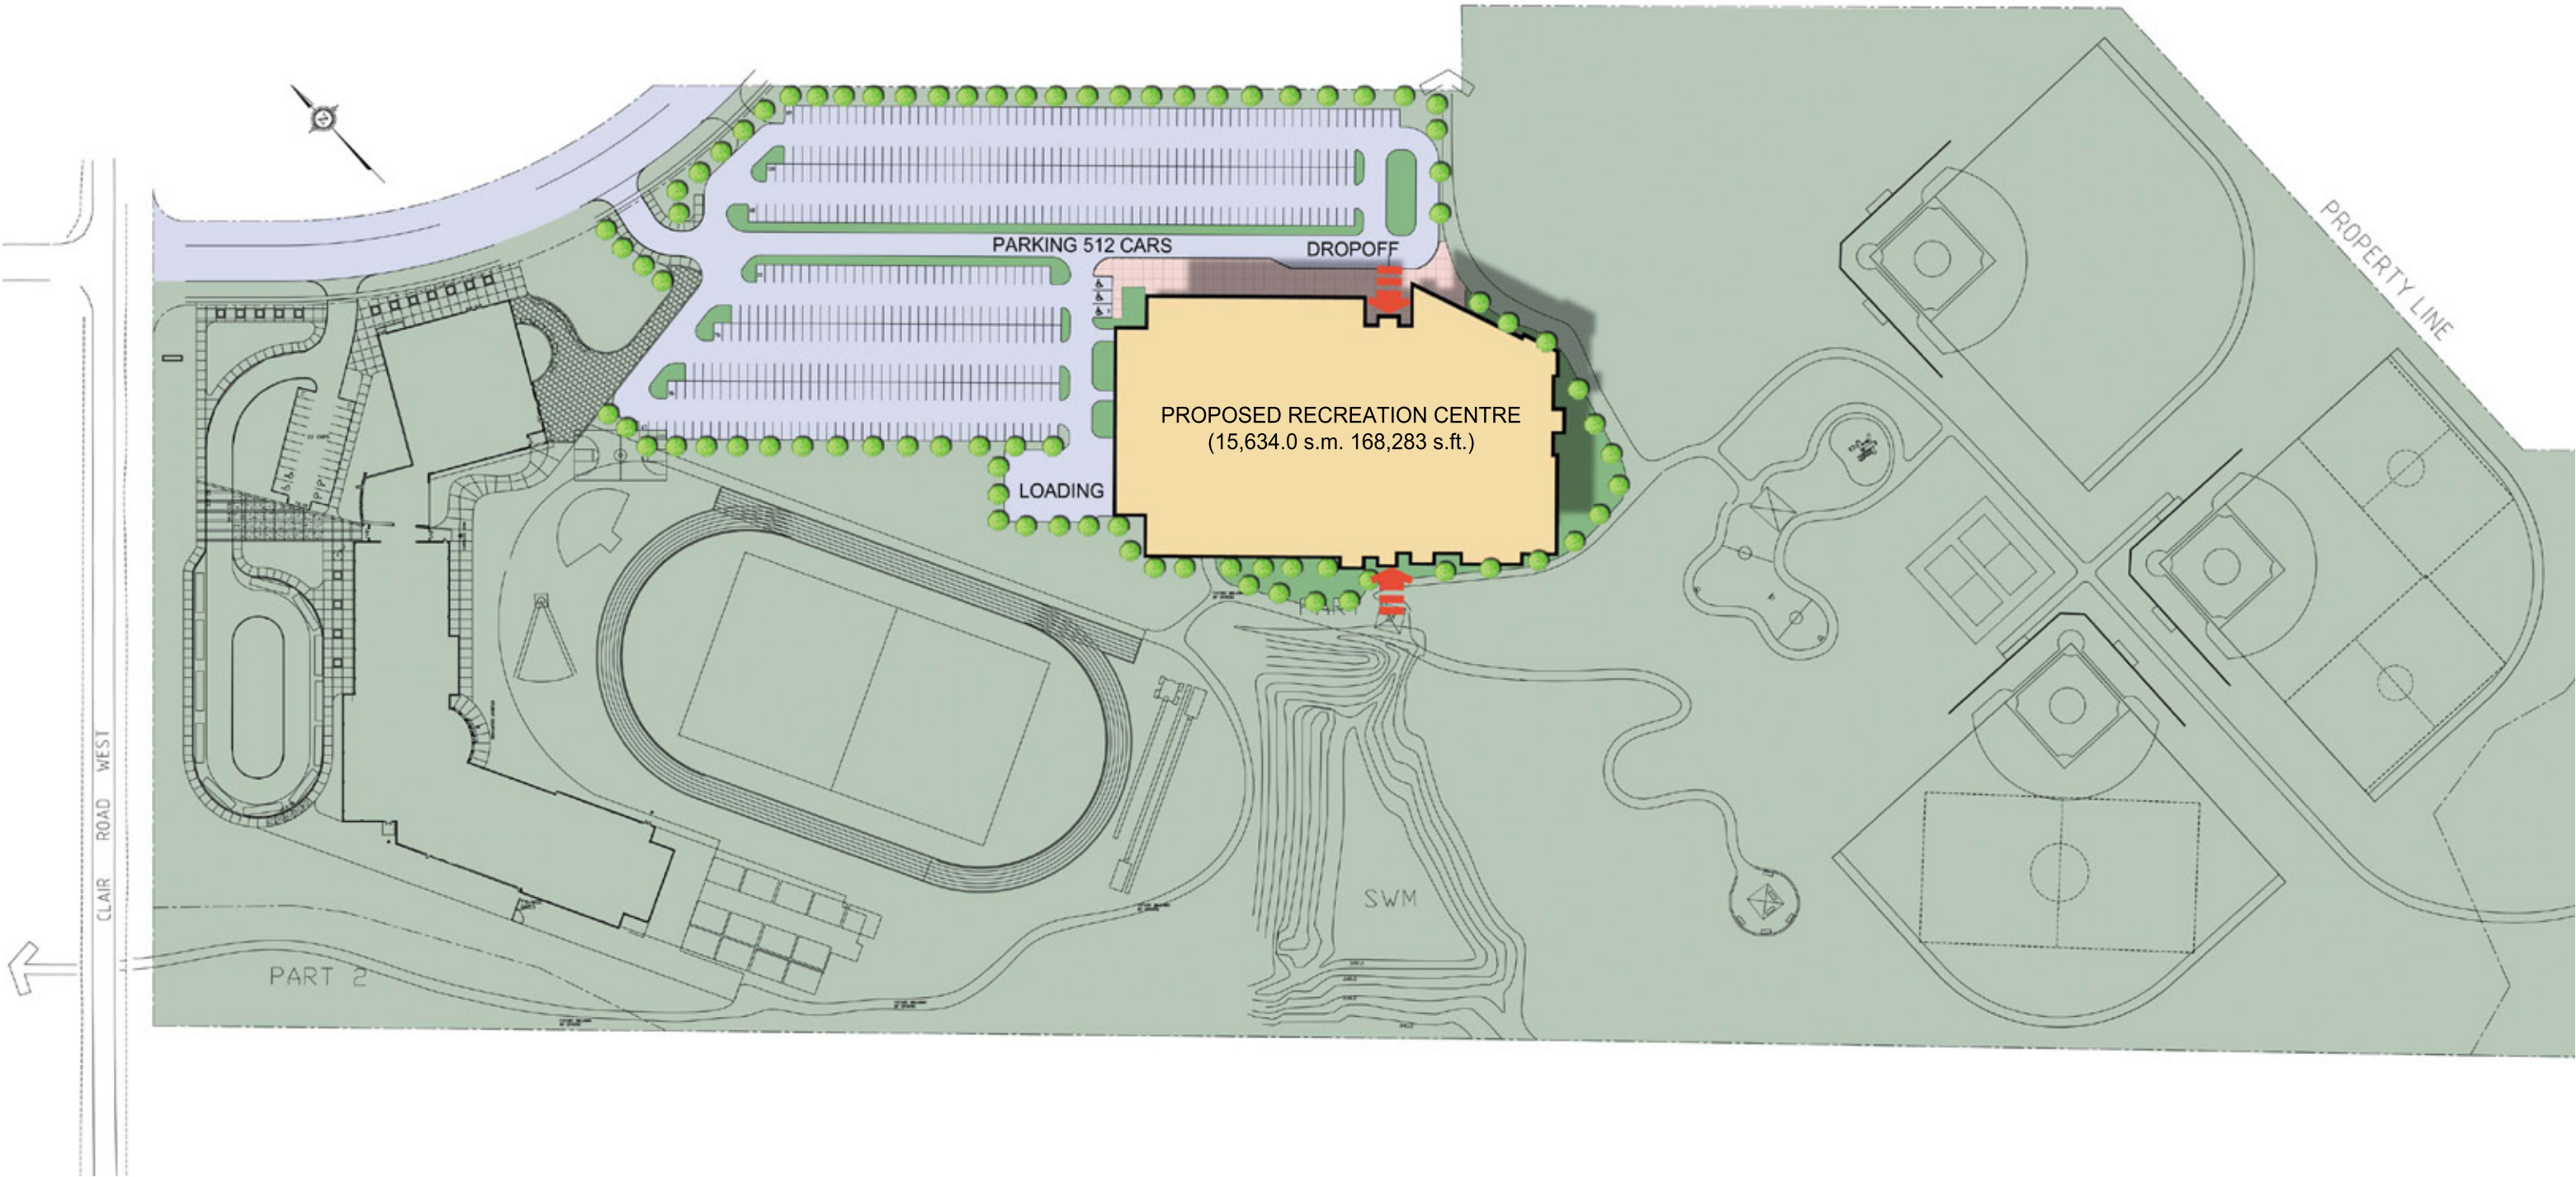 PROPERTY LINE
PARKING 512 CARS
DROPOFF
PROPOSED RECREATION CENTRE
(15,634.0 s.m. 168,283 s.ft.)
LOADING
CLAIR ROAD WEST
SWM
PART 2